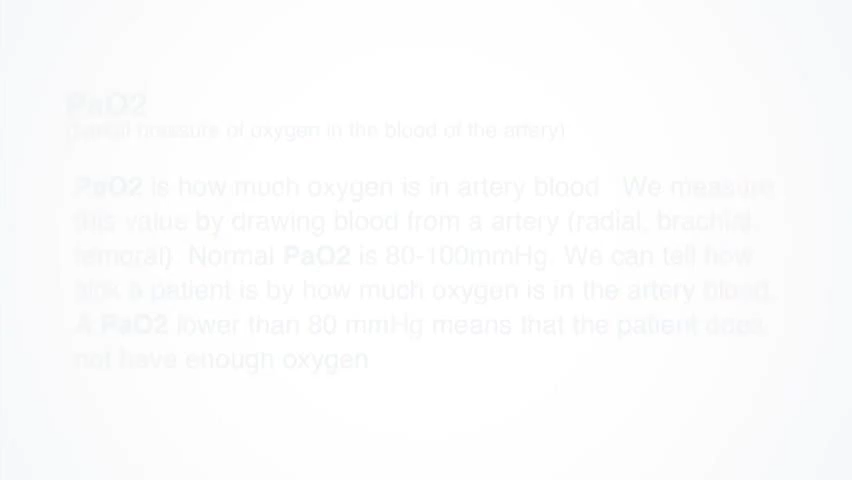 PaO2
(partial pressure of oxygen in the blood of the artery)
PaO2 is how much oxygen is in artery blood. We measure
this value by drawing blood from a artery (radial, brachial,
femoral). Normal PaO2 is 80-100mmHg. We can tell how
sick a patient is by how much oxygen is in the artery blood.
A PaO2 lower than 80 mmHg means that the patient does
not have enough oxygen